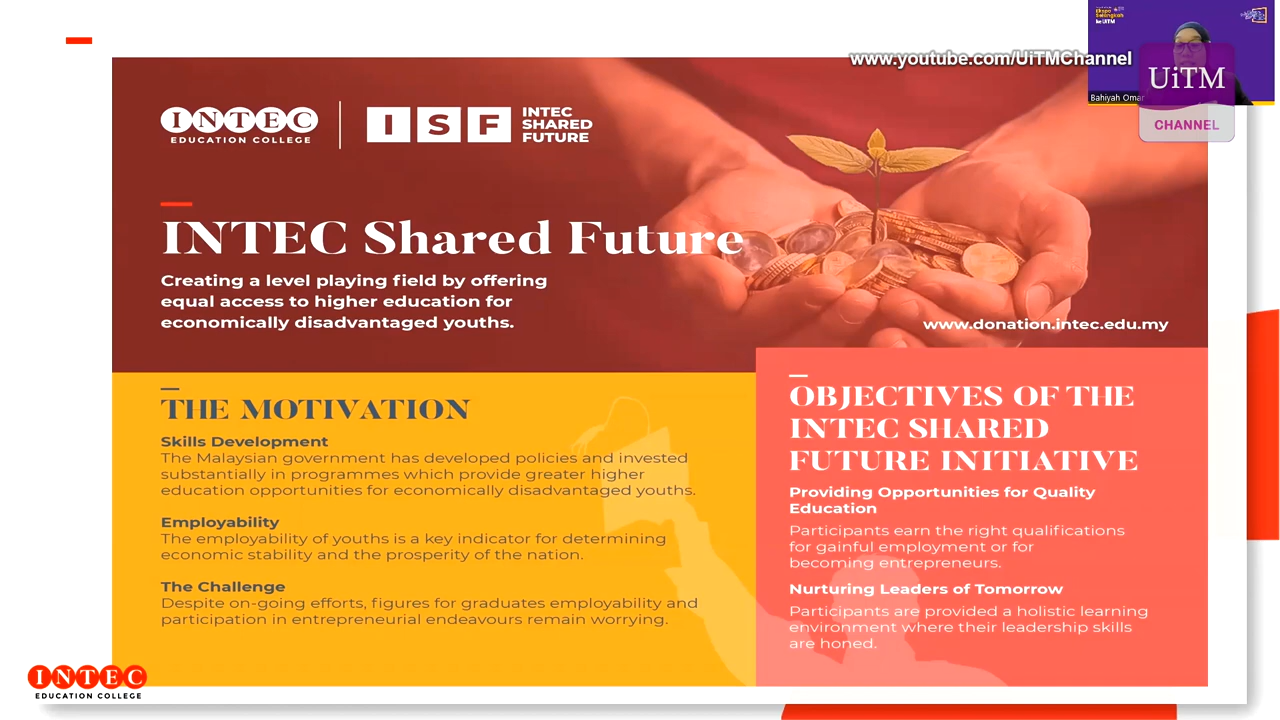 www.youtube.com/UiTMChannel
UiTM
CHANNEL
Bahiyah Omar
INTEC
EDUCATION COLLEGE
ISF
INTEC
SHARED
FUTURE
INTEC Shared Future
Creating a level playing field by offering
equal access to higher education for
economically disadvantaged youths.
www.donation.intec.edu.my
THE MOTIVATION
Skills Development
The Malaysian government has developed policies and invested
substantially in programmes which provide greater higher
education opportunities for economically disadvantaged youths.
Employability
The employability of youths is a key indicator for determining
economic stability and the prosperity of the nation.
The Challenge
Despite on-going efforts, figures for graduates employability and
participation in entrepreneurial endeavours remain worrying.
OBJECTIVES OF THE
INTEC SHARED
FUTURE INITIATIVE
Providing Opportunities for Quality
Education
Participants earn the right qualifications
for gainful employment or for
becoming entrepreneurs.
Nurturing Leaders of Tomorrow
Participants are provided a holistic learning
environment where their leadership skills
are honed.
INTEC
EDUCATION COLLEGE